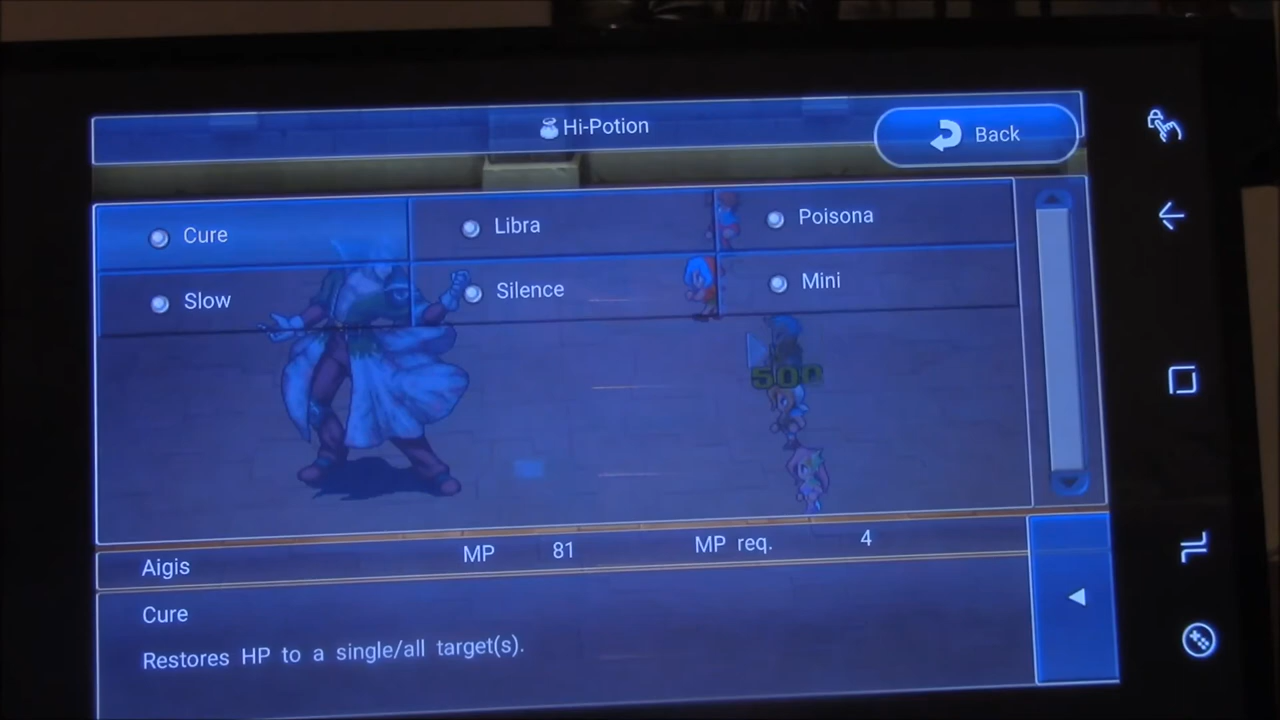 Hi-Potion
Back
Cure
Libra
Poisona
Slow
Silence
Mini
500
Aigis MP 81 MP req. 4
Cure
Restores HP to a single/all target(s).